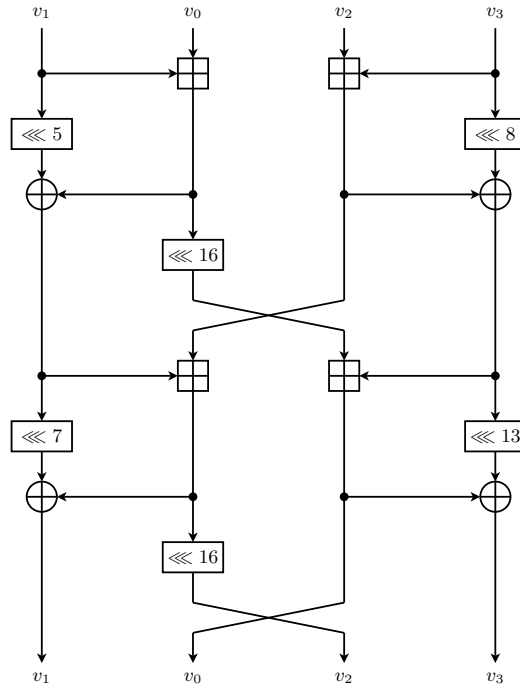 v₁ v₀ v₂ v₃
⋘ 5 ⋘ 8
⋘ 16
⋘ 7 ⋘ 13
⋘ 16
v₁ v₀ v₂ v₃